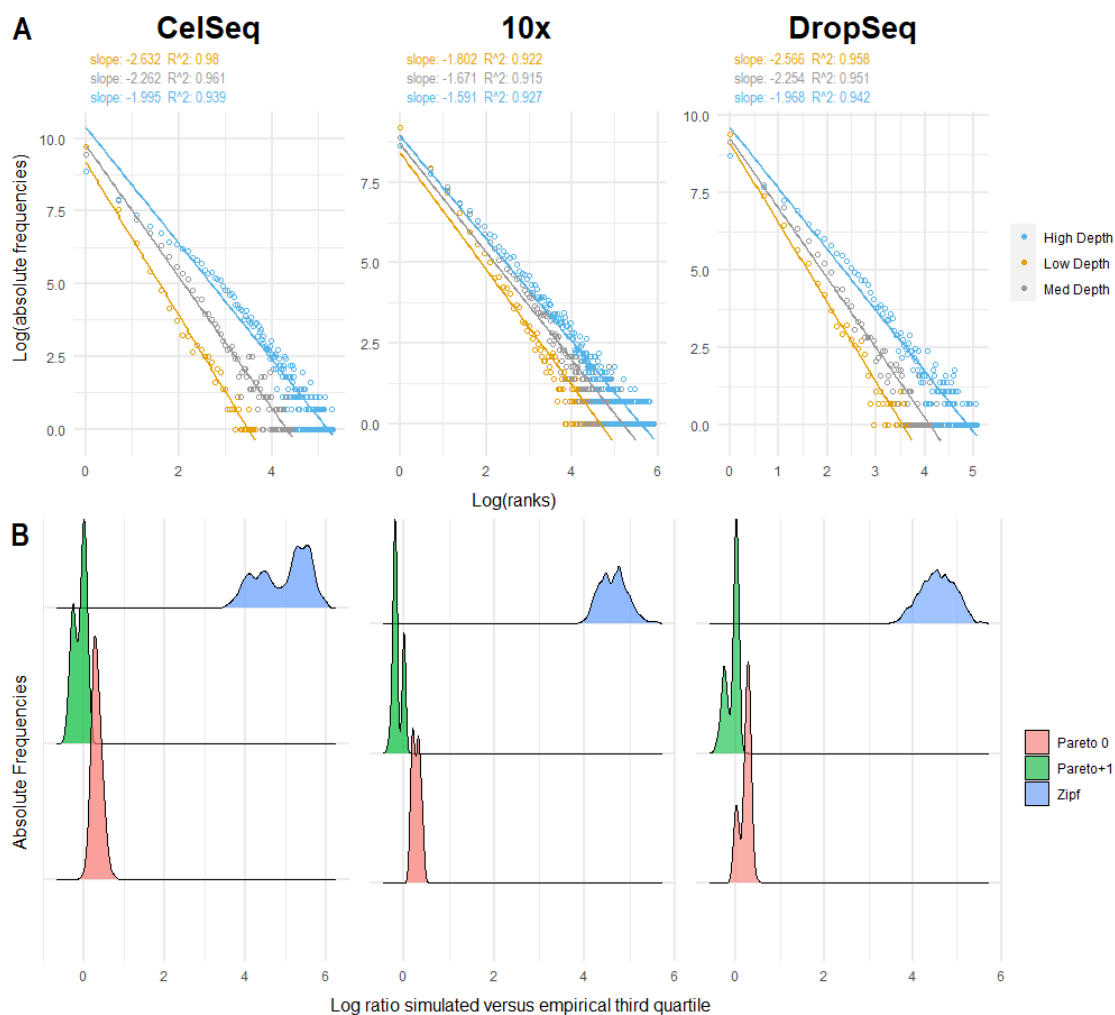 A
CelSeq
10x
DropSeq
slope: -2.632 R^2: 0.98
slope: -2.262 R^2: 0.961
slope: -1.995 R^2: 0.939
slope: -1.802 R^2: 0.922
slope: -1.671 R^2: 0.915
slope: -1.591 R^2: 0.927
slope: -2.566 R^2: 0.958
slope: -2.254 R^2: 0.951
slope: -1.968 R^2: 0.942
Log(absolute frequencies)
10.0
7.5
5.0
2.5
0.0
0 2 4
7.5
5.0
2.5
0.0
0 1 2 3 4 5 6
10.0
7.5
5.0
2.5
0.0
0 1 2 3 4 5
Log(ranks)
High Depth
Low Depth
Med Depth
B
Absolute Frequencies
0 2 4 6
0 2 4 6
0 2 4 6
Log ratio simulated versus empirical third quartile
Pareto 0
Pareto+1
Zipf